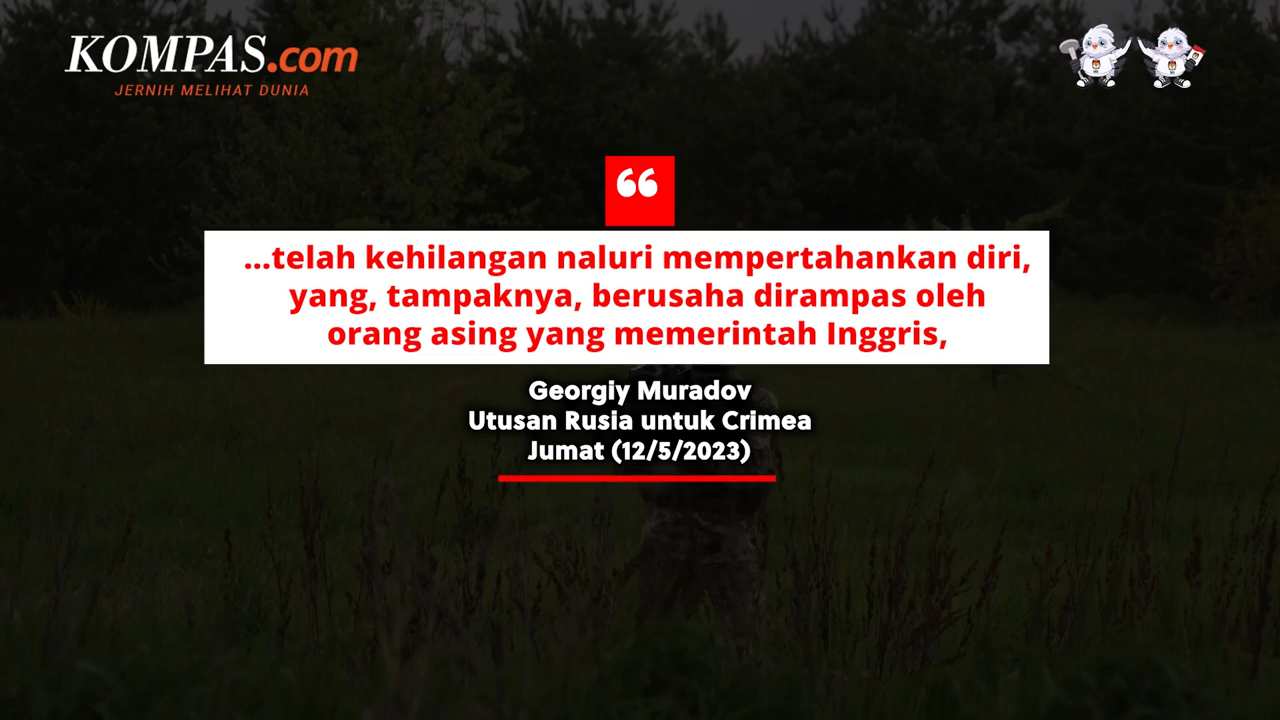 KOMPAS.com
JERNIH MELIHAT DUNIA
“
...telah kehilangan naluri mempertahankan diri,
yang, tampaknya, berusaha dirampas oleh
orang asing yang memerintah Inggris,
Georgiy Muradov
Utusan Rusia untuk Crimea
Jumat (12/5/2023)